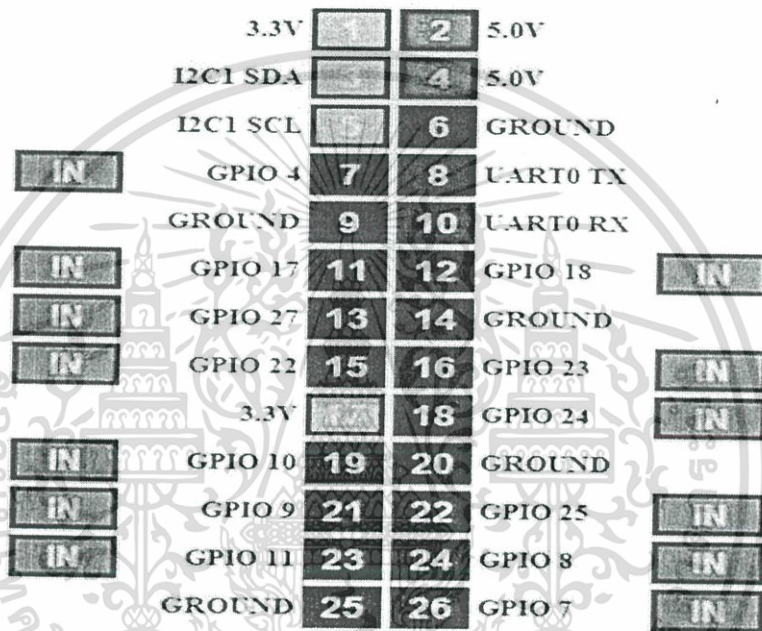 3.3V 1 2 5.0V
I2C1 SDA 4 5.0V
I2C1 SCL 6 GROUND
IN GPIO 4 7 8 UART0 TX
GROUND 9 10 UART0 RX
IN GPIO 17 11 12 GPIO 18 IN
IN GPIO 27 13 14 GROUND
IN GPIO 22 15 16 GPIO 23 IN
3.3V 18 GPIO 24 IN
IN GPIO 10 19 20 GROUND
IN GPIO 9 21 22 GPIO 25 IN
IN GPIO 11 23 24 GPIO 8 IN
GROUND 25 26 GPIO 7 IN